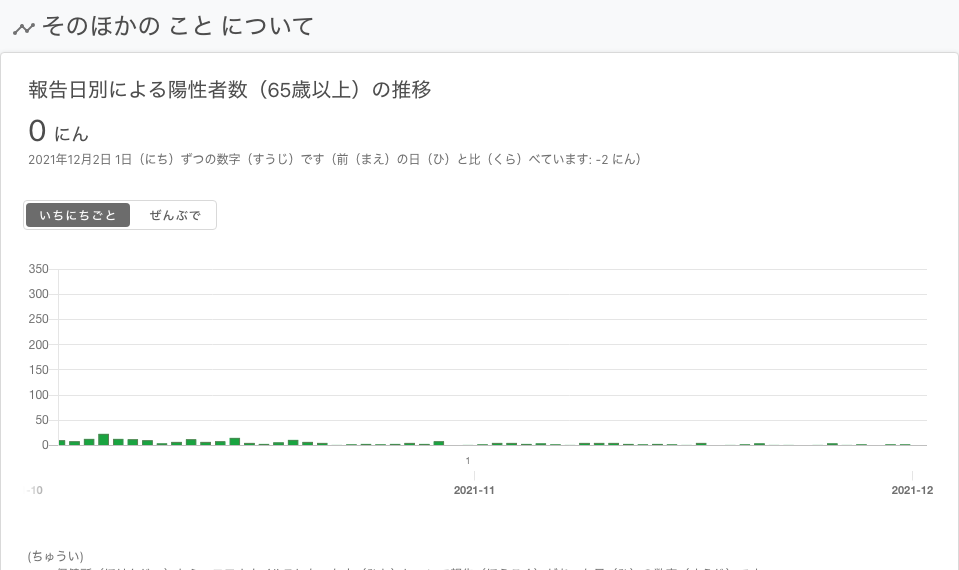 そのほかの こと について
報告日別による陽性者数（65歳以上）の推移
0 にん
2021年12月2日 1日（にち）ずつの数字（すうじ）です（前（まえ）の日（ひ）と比（くら）べています: -2 にん）
いちにちごと ぜんぶで
350
300
250
200
150
100
50
0
1
-10 2021-11 2021-12
(ちゅうい)